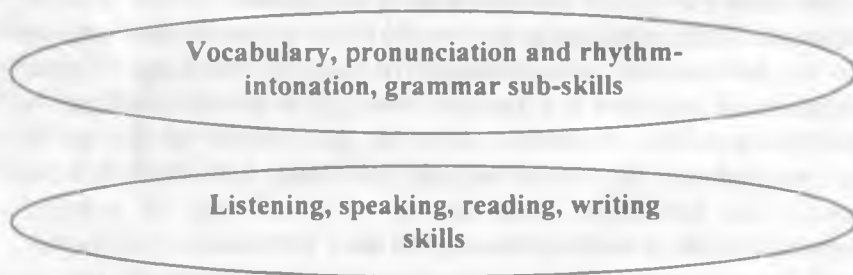 Vocabulary, pronunciation and rhythm-
intonation, grammar sub-skills
Listening, speaking, reading, writing
skills